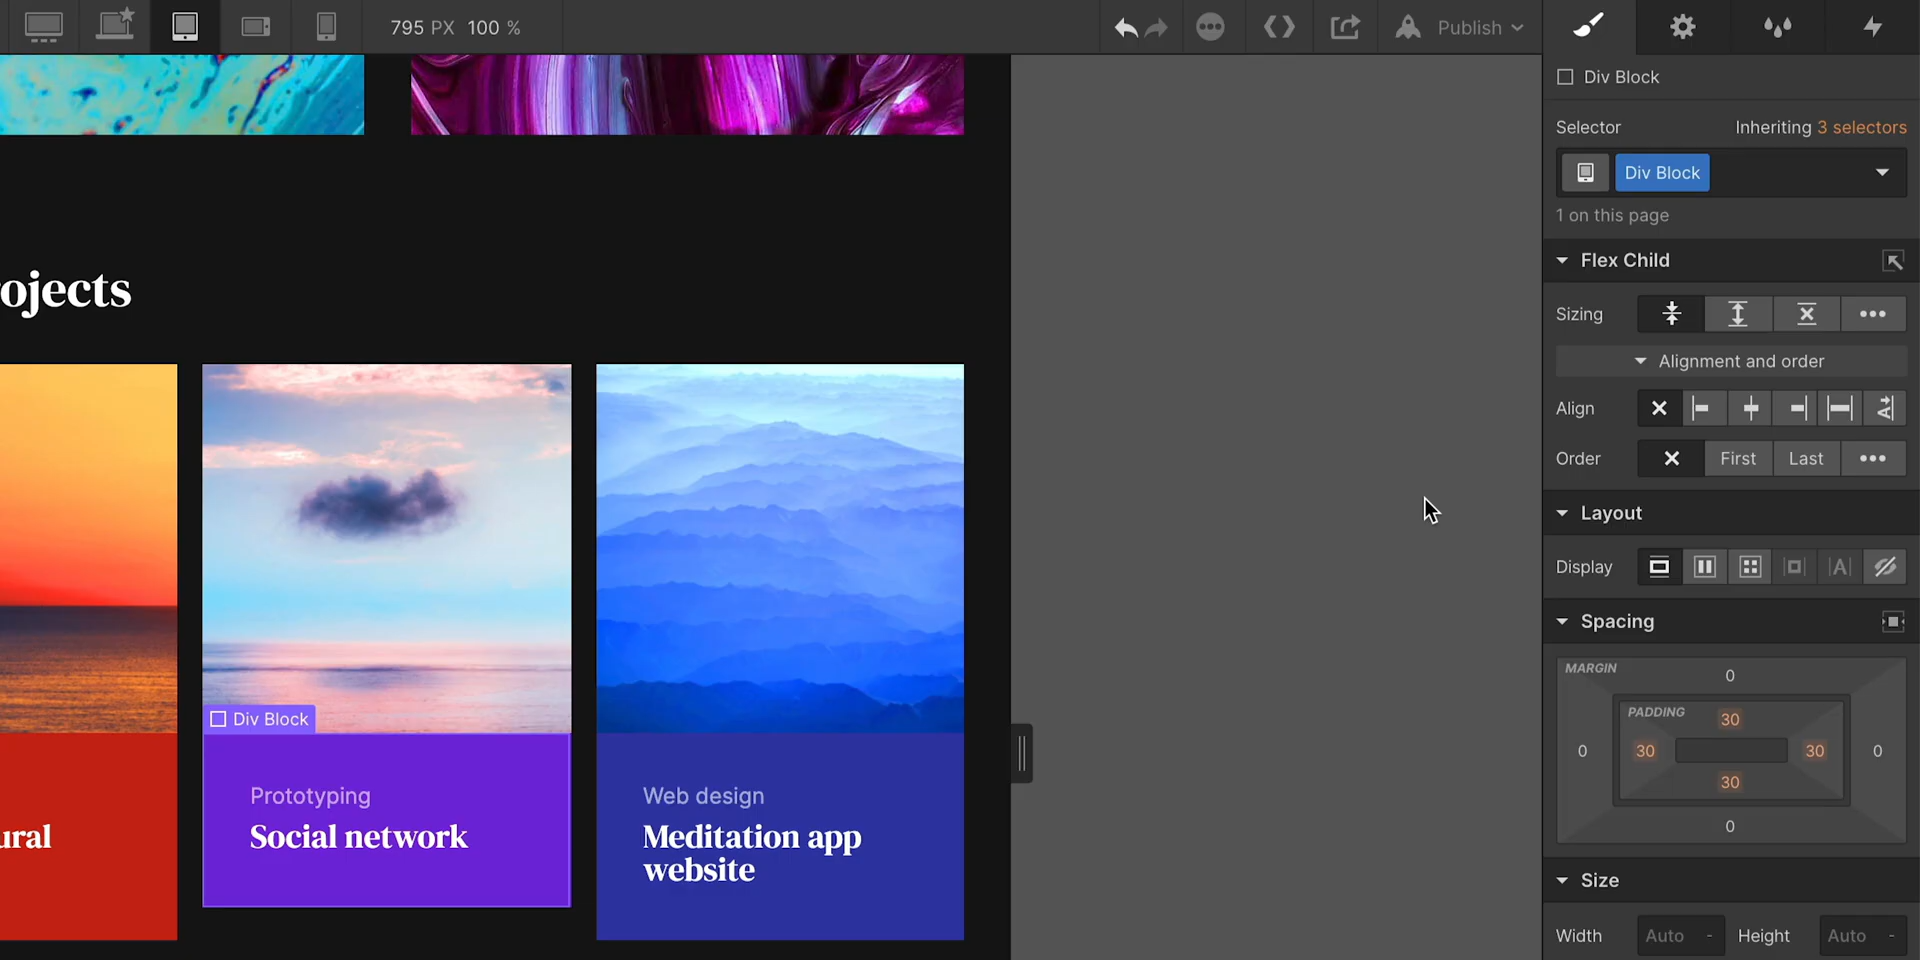 795 PX 100 %
Publish
Div Block
Selector
Inheriting 3 selectors
Div Block
1 on this page
Flex Child
Sizing
Alignment and order
Align
Order
First
Last
Layout
Display
Spacing
MARGIN
0
PADDING
30
0
30
30
0
30
0
Size
Width
Auto
-
Height
Auto
-
ojects
Div Block
ural
Prototyping
Social network
Web design
Meditation app
website